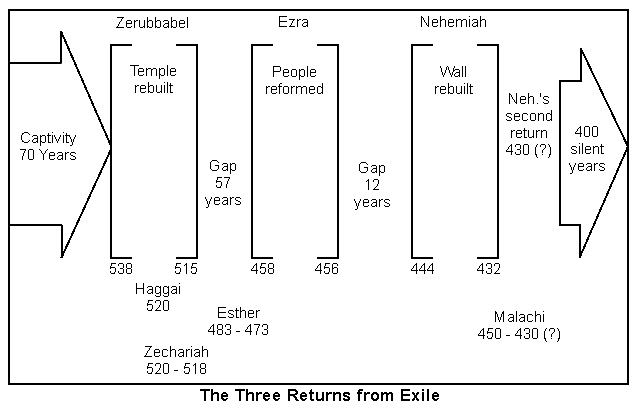 Zerubbabel
Ezra
Nehemiah
Temple
rebuilt
People
reformed
Wall
rebuilt
Neh.'s
second
return
430 (?)
Captivity
70 Years
Gap
57
years
Gap
12
years
400
silent
years
538
515
458
456
444
432
Haggai
520
Esther
483 - 473
Malachi
450 - 430 (?)
Zechariah
520 - 518
The Three Returns from Exile